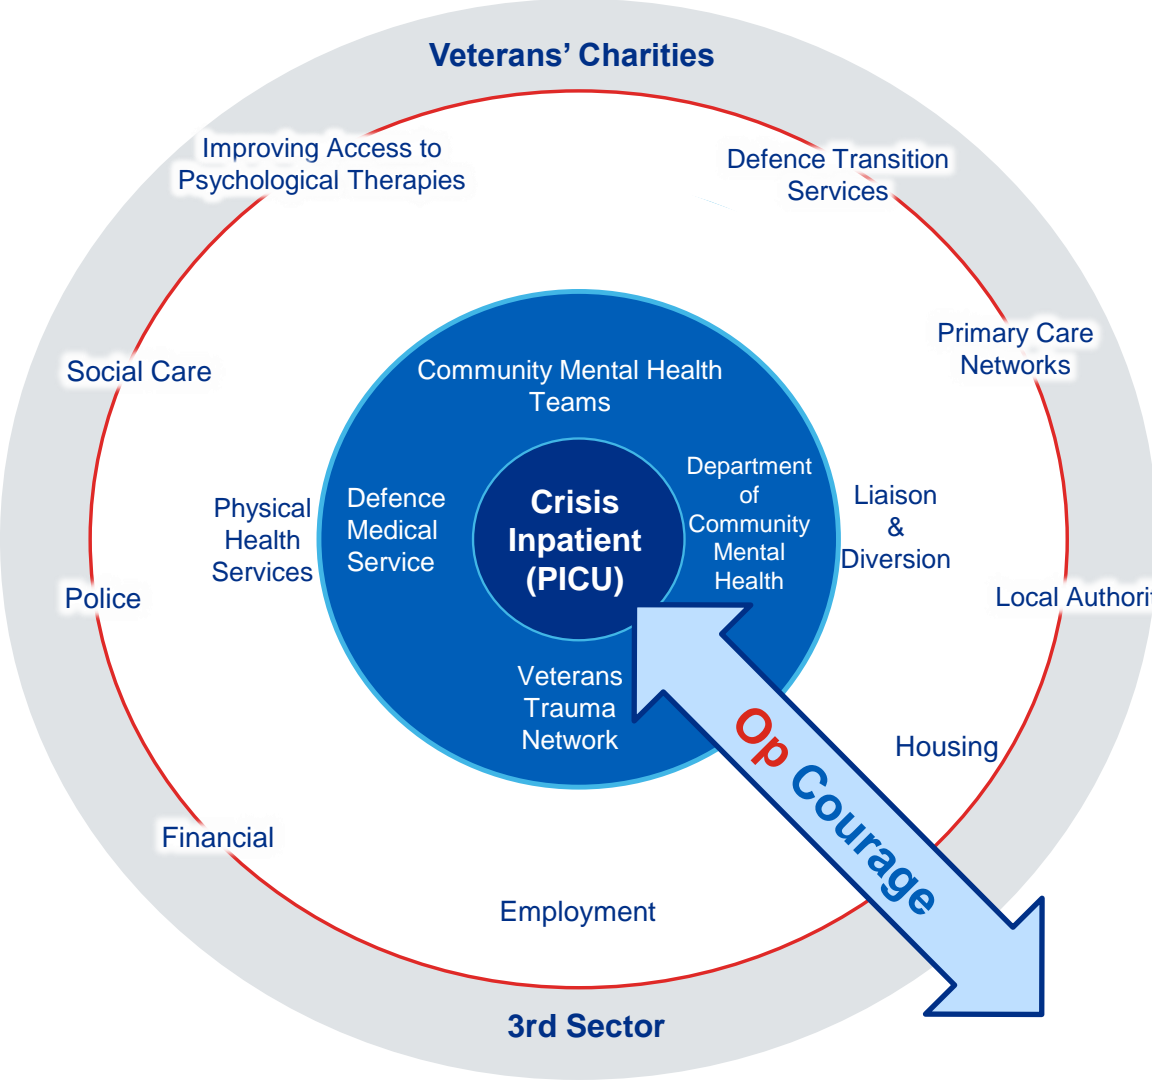 Veterans’ Charities
Improving Access to
Psychological Therapies
Defence Transition
Services
Primary Care
Networks
Social Care
Community Mental Health
Teams
Department
of
Community
Mental
Health
Crisis
Inpatient
(PICU)
Defence
Medical
Service
Physical
Health
Services
Liaison
&
Diversion
Police
Local Authorit
Veterans
Trauma
Network
Op Courage
Housing
Financial
Employment
3rd Sector